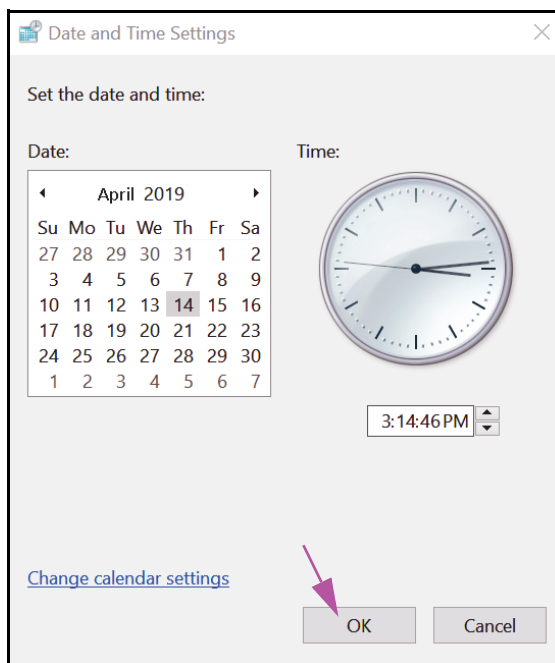 Date and Time Settings
Set the date and time:
Date:
Time:
April 2019
Su Mo Tu We Th Fr Sa
27 28 29 30 31 1 2
3 4 5 6 7 8 9
10 11 12 13 14 15 16
17 18 19 20 21 22 23
24 25 26 27 28 29 30
1 2 3 4 5 6 7
3:14:46 PM
Change calendar settings
OK
Cancel